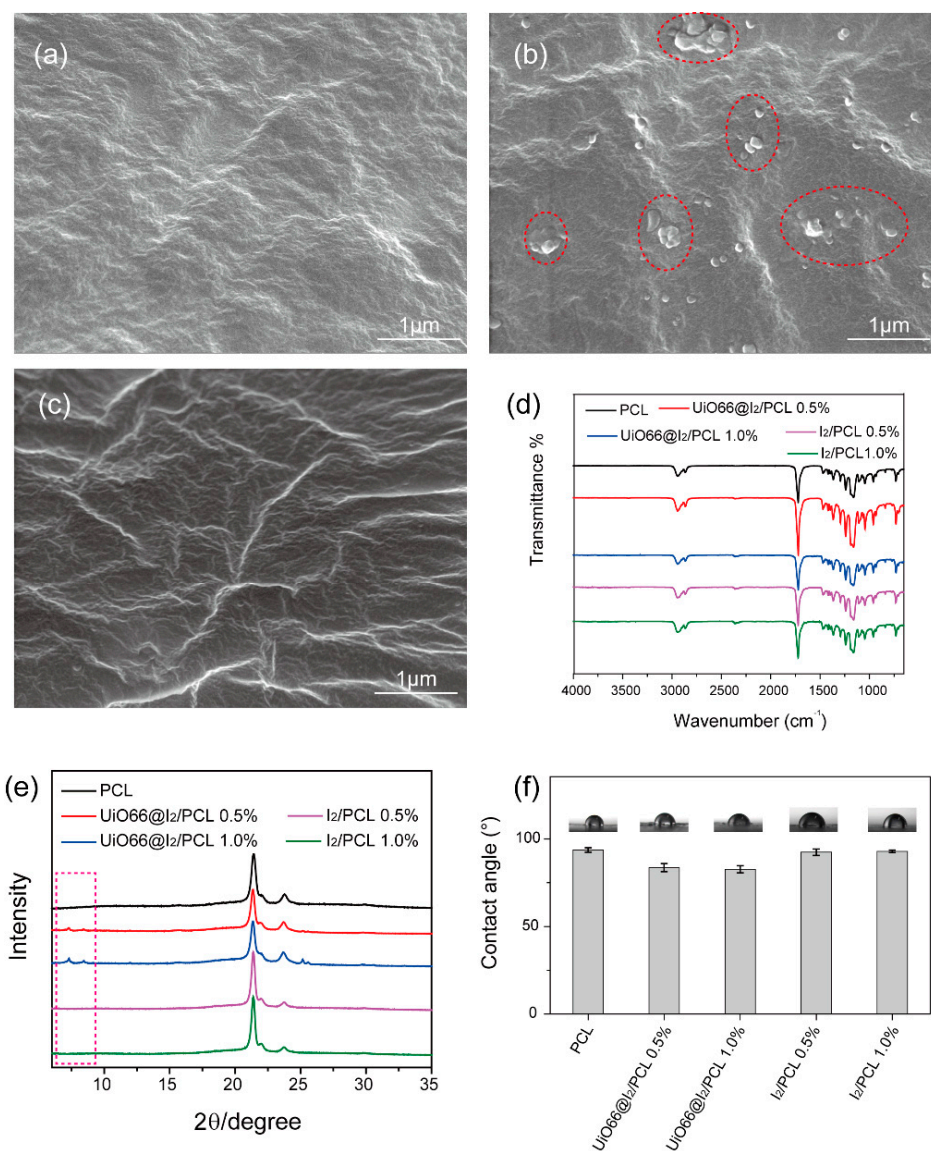 (a)
1μm
(b)
1μm
(c)
1μm
(d)
PCL
UiO66@I₂/PCL 0.5%
UiO66@I₂/PCL 1.0%
I₂/PCL 0.5%
I₂/PCL1.0%
Transmittance %
4000 3500 3000 2500 2000 1500 1000
Wavenumber (cm⁻¹)
(e)
PCL
UiO66@I₂/PCL 0.5%
I₂/PCL 0.5%
UiO66@I₂/PCL 1.0%
I₂/PCL 1.0%
Intensity
10 15 20 25 30 35
2θ/degree
(f)
Contact angle (°)
100
50
0
PCL
UiO66@I₂/PCL 0.5%
UiO66@I₂/PCL 1.0%
I₂/PCL 0.5%
I₂/PCL 1.0%